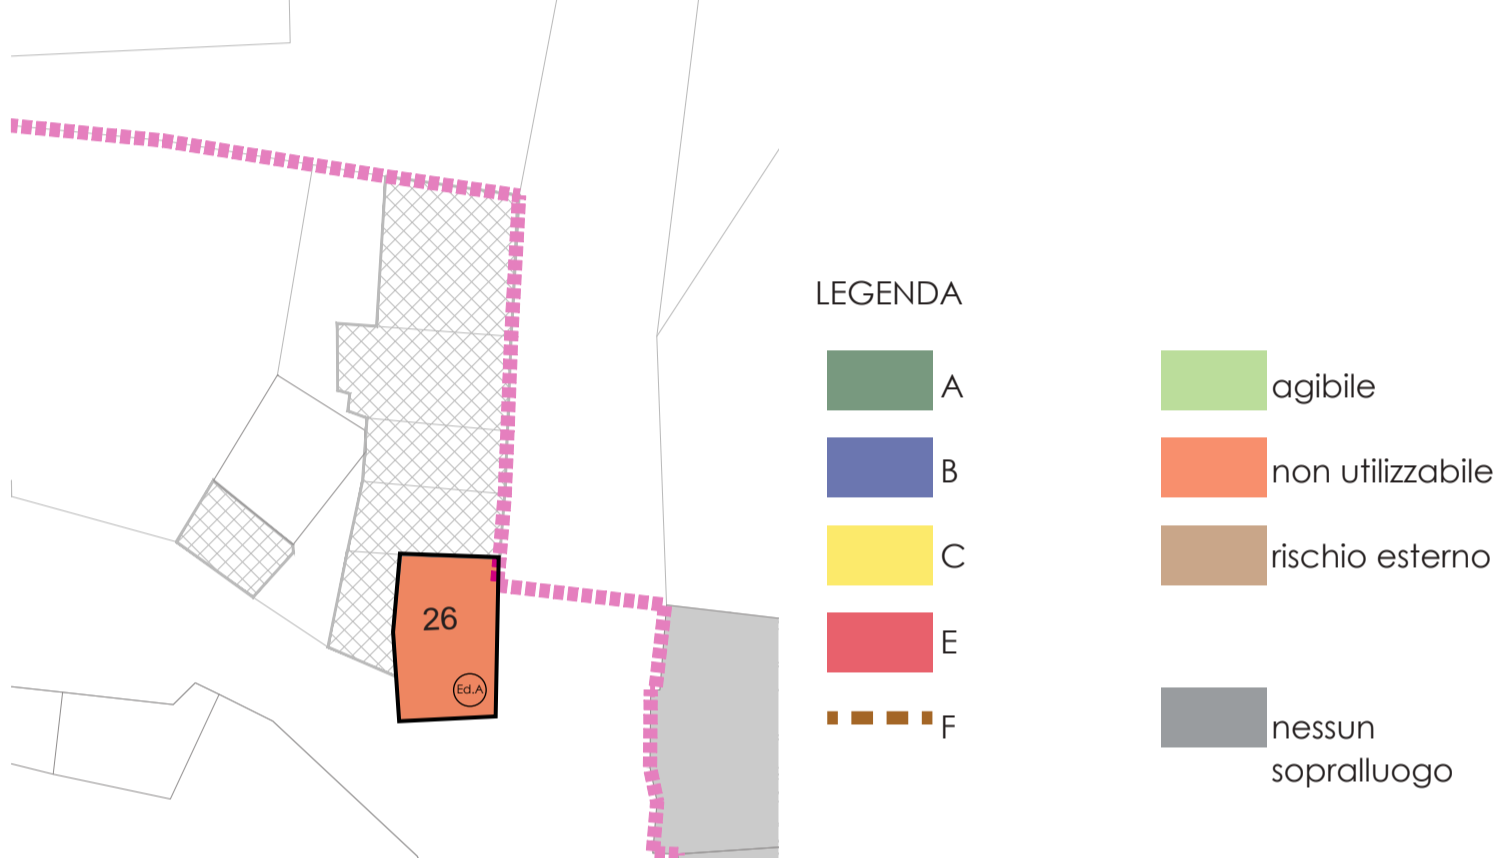 26
Ed.A
LEGENDA
A
B
C
E
F
agibile
non utilizzabile
rischio esterno
nessun
sopralluogo